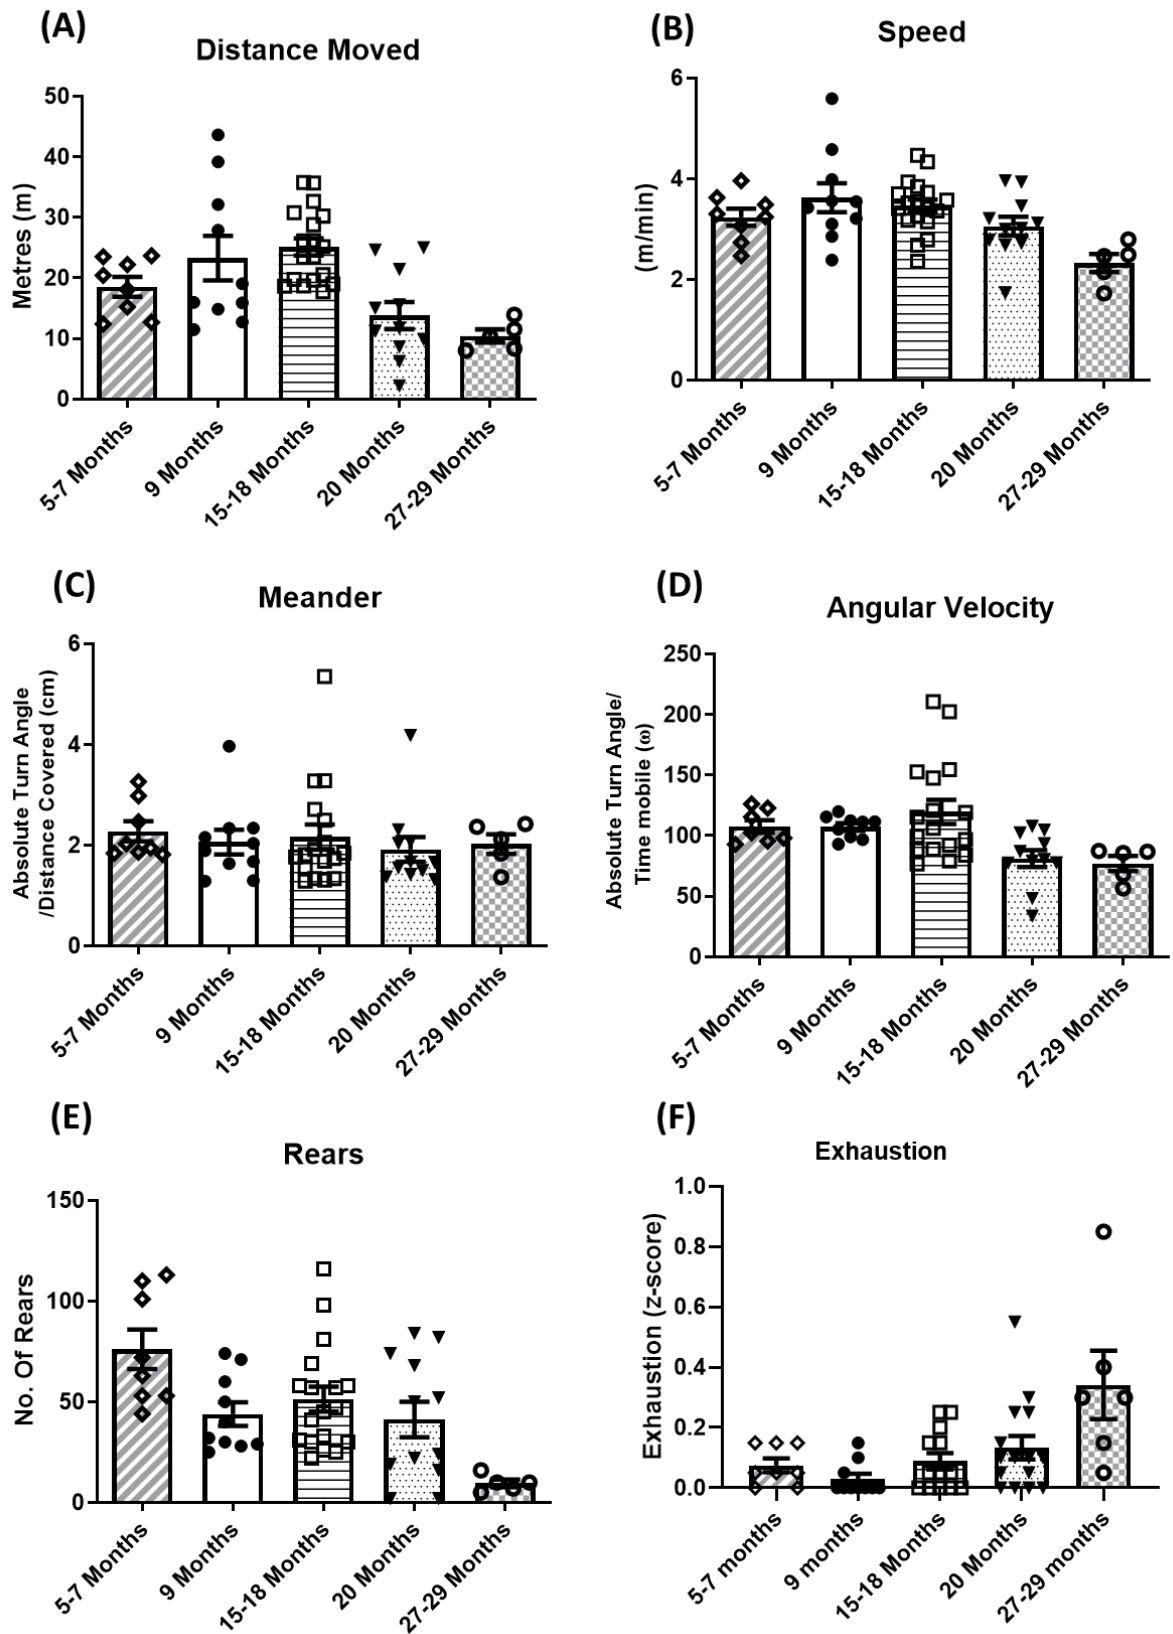 (A)
Distance Moved
Metres (m)
50
40
30
20
10
0
5-7 Months
9 Months
15-18 Months
20 Months
27-29 Months
(B)
Speed
(m/min)
6
4
2
0
5-7 Months
9 Months
15-18 Months
20 Months
27-29 Months
(C)
Meander
Absolute Turn Angle
/Distance Covered (cm)
6
4
2
0
5-7 Months
9 Months
15-18 Months
20 Months
27-29 Months
(D)
Angular Velocity
Absolute Turn Angle/
Time mobile (ω)
250
200
150
100
50
0
5-7 Months
9 Months
15-18 Months
20 Months
27-29 Months
(E)
Rears
No. Of Rears
150
100
50
0
5-7 Months
9 Months
15-18 Months
20 Months
27-29 Months
(F)
Exhaustion
Exhaustion (z-score)
1.0
0.8
0.6
0.4
0.2
0.0
5-7 months
9 months
15-18 Months
20 Months
27-29 months